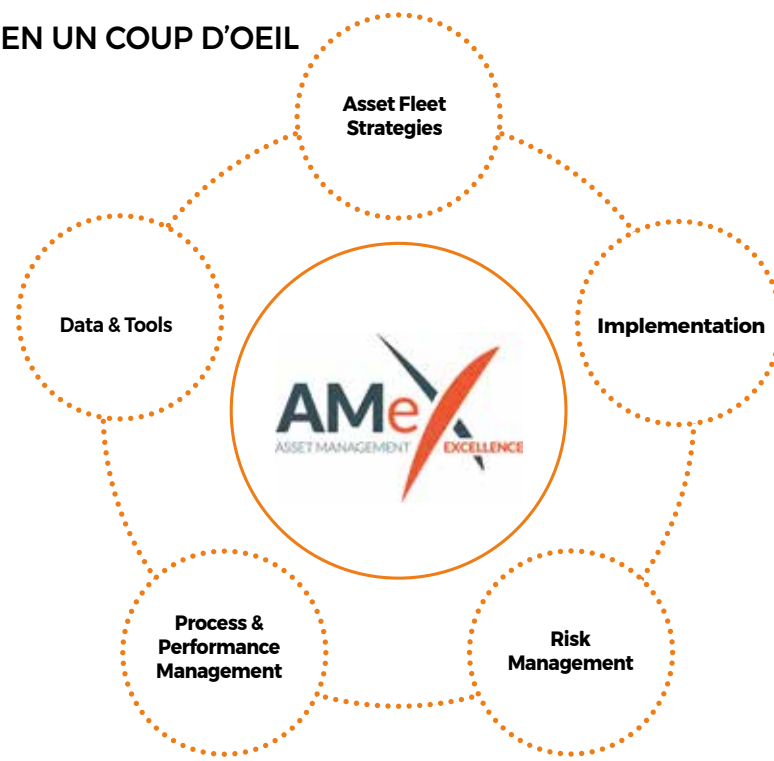 EN UN COUP D'OEIL
Asset Fleet
Strategies
Data & Tools
Implementation
AMeX
ASSET MANAGEMENT EXCELLENCE
Process &
Performance
Management
Risk
Management